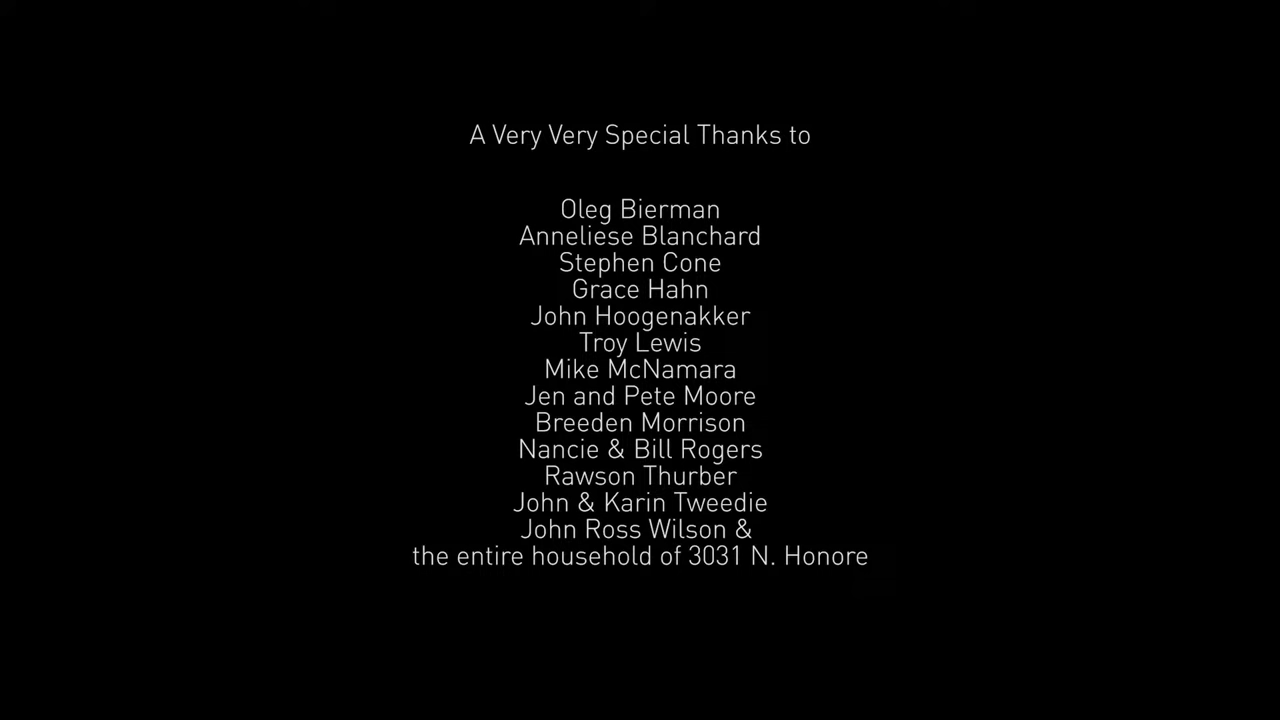 A Very Very Special Thanks to
Oleg Bierman
Anneliese Blanchard
Stephen Cone
Grace Hahn
John Hoogenakker
Troy Lewis
Mike McNamara
Jen and Pete Moore
Breeden Morrison
Nancie & Bill Rogers
Rawson Thurber
John & Karin Tweedie
John Ross Wilson &
the entire household of 3031 N. Honore